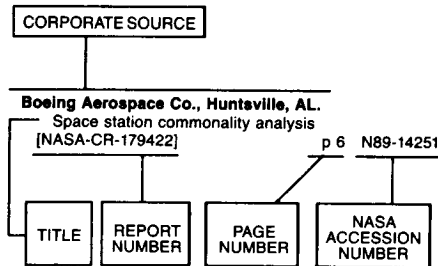 CORPORATE SOURCE
Boeing Aerospace Co., Huntsville, AL.
Space station commonality analysis
[NASA-CR-179422] p 6 N89-14251
TITLE
REPORT
NUMBER
PAGE
NUMBER
NASA
ACCESSION
NUMBER